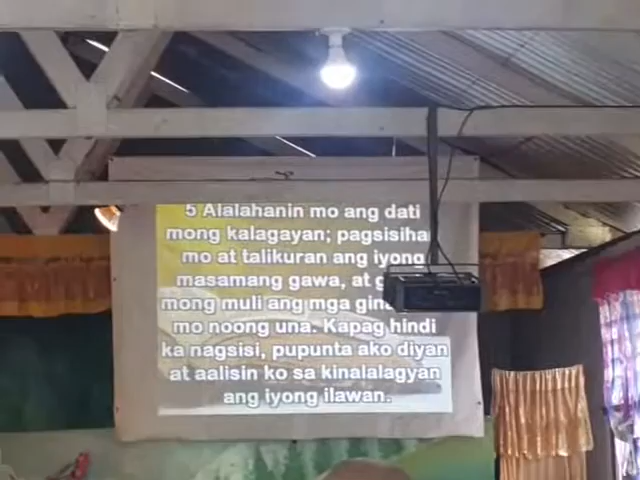 5 Alalahanin mo ang dati
mong kalagayan;
mo at talikuran ang iyong
masamang gawa, at
mong muli ang mga
mo noong una. Kapag hindi
ka nagsisi, pupunta ako diyan
at aalisin ko sa kinalalagyan
ang iyong ilawan.